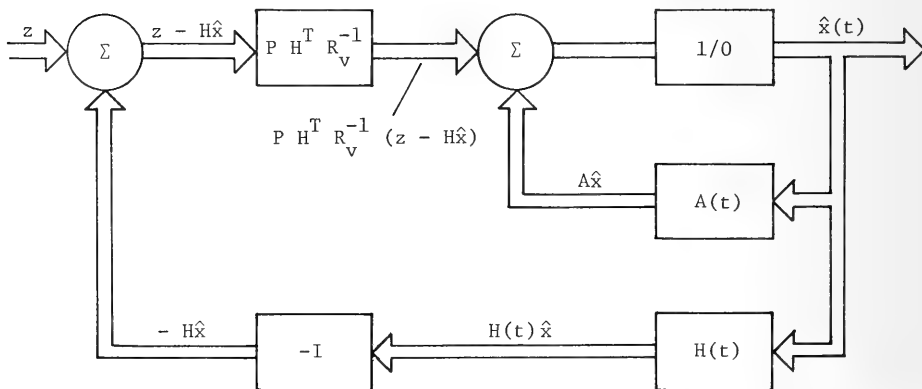 z
z - Hx̂
P H^T R_v^-1
Σ
Σ
1/0
x̂(t)
P H^T R_v^-1 (z - Hx̂)
Ax̂
A(t)
- Hx̂
-I
H(t)x̂
H(t)